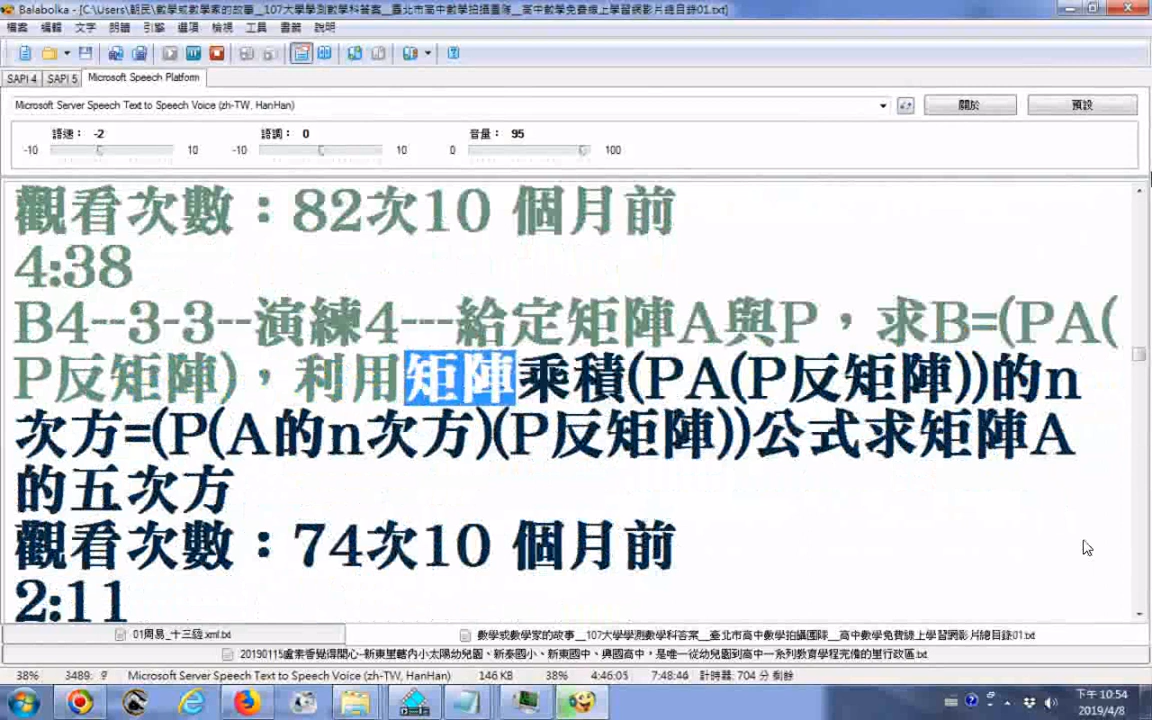 Balabolka - [C:\Users\朝民\數學或數學家的故事__107大學學測數學科答案__臺北市高中數學拍攝團隊__高中數學免費線上學習網影片總目錄01.txt]
檔案 編輯 文字 朗讀 引擎 選項 檢視 工具 書籤 說明
SAPI 4 SAPI 5 Microsoft Speech Platform
Microsoft Server Speech Text to Speech Voice (zh-TW, HanHan) 關於 預設
語速： -2 語調： 0 音量： 95
-10 10 -10 10 0 100
觀看次數：82次10 個月前
4:38
B4--3-3--演練4---給定矩陣A與P，求B=(PA(
P反矩陣)，利用矩陣乘積(PA(P反矩陣))的n
次方=(P(A的n次方)(P反矩陣))公式求矩陣A
的五次方
觀看次數：74次10 個月前
2:11
01周易_十三經.xml.txt 數學或數學家的故事__107大學學測數學科答案__臺北市高中數學拍攝團隊__高中數學免費線上學習網影片總目錄01.txt
20190115盧素香覺得開心-新東里轄內小太陽幼兒園、新泰國小、新東國中、興國高中，是唯一從幼兒園到高中一系列教育學程完備的里行政區.txt
38% 3489: 9 Microsoft Server Speech Text to Speech Voice (zh-TW, HanHan) 146 KB 38% 4:46:05 7:48:44 計時器: 704 分 剩餘
下午 10:54
2019/4/8